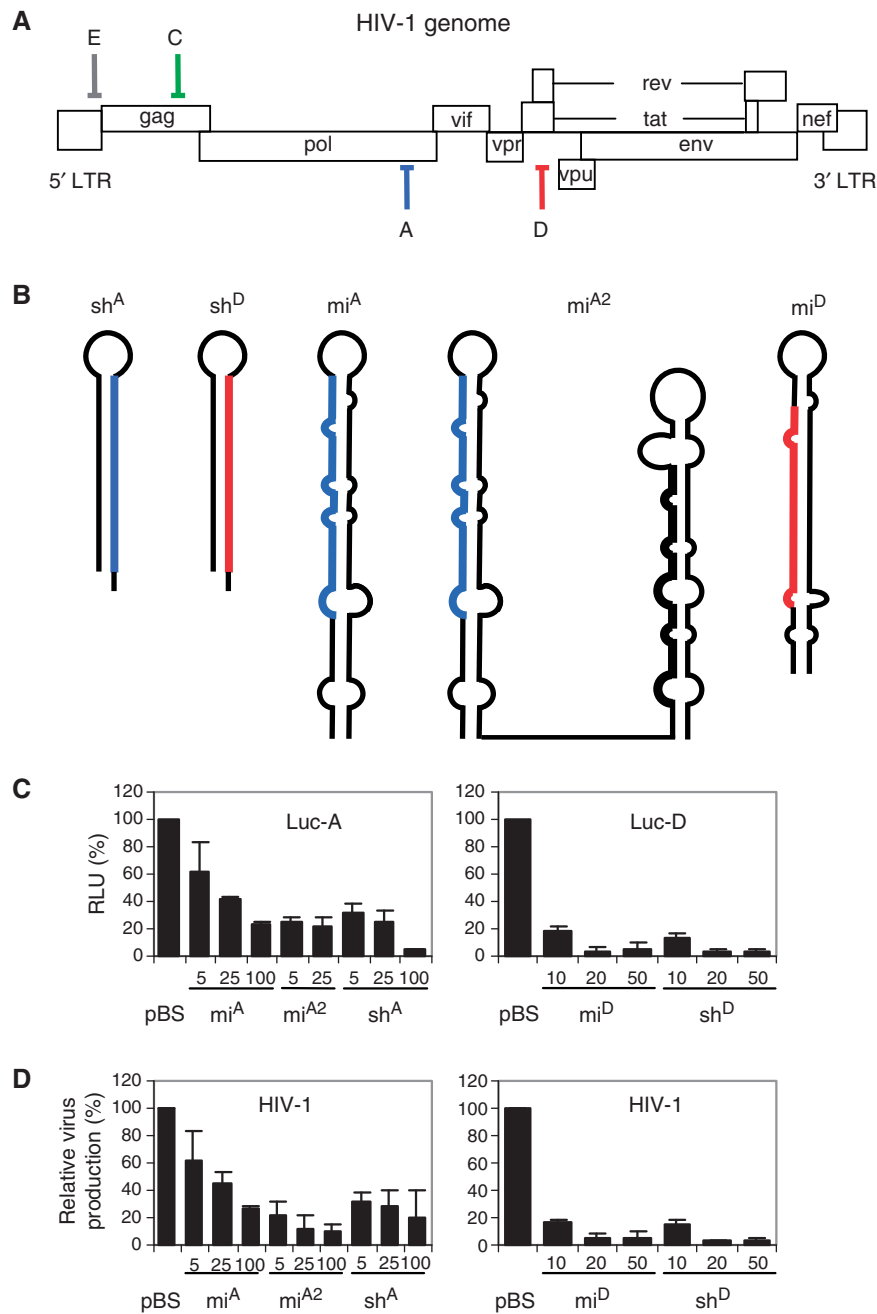 A
HIV-1 genome
E
C
rev
gag
vif
tat
nef
pol
vpr
env
vpu
5′ LTR
3′ LTR
A
D
B
sh^A
sh^D
mi^A
mi^A2
mi^D
C
120
100
80
60
40
20
0
RLU (%)
Luc-A
5 25 100 5 25 5 25 100
pBS mi^A mi^A2 sh^A
120
100
80
60
40
20
0
Luc-D
10 20 50 10 20 50
pBS mi^D sh^D
D
120
100
80
60
40
20
0
Relative virus
production (%)
HIV-1
5 25 100 5 25 100 5 25 100
pBS mi^A mi^A2 sh^A
120
100
80
60
40
20
0
HIV-1
10 20 50 10 20 50
pBS mi^D sh^D